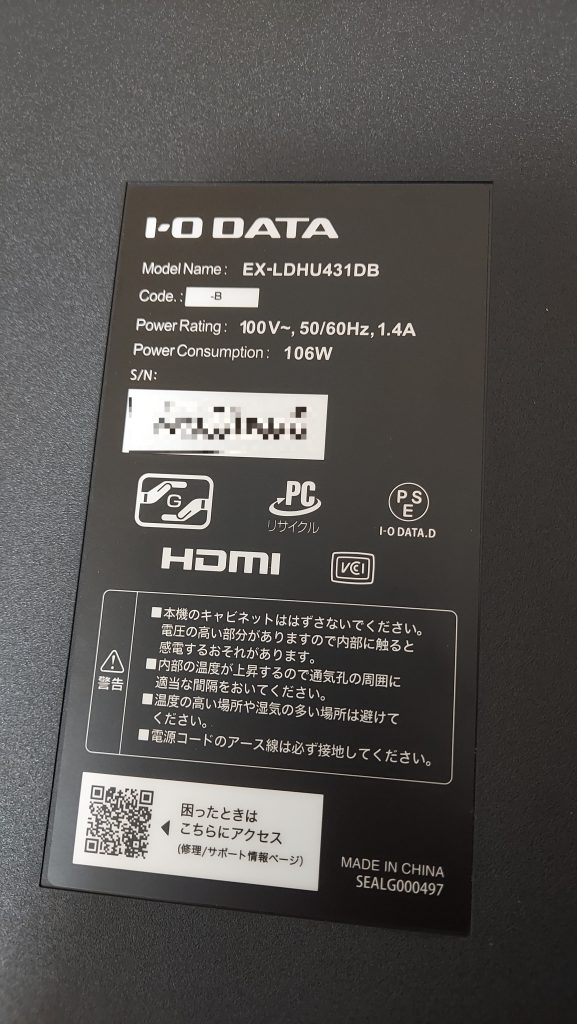 I-O DATA
Model Name: EX-LDHU431DB
Code.: -B
Power Rating: 100V~, 50/60Hz, 1.4A
Power Consumption: 106W
S/N:
G
PC
リサイクル
PSE
I-O DATA.D
HDMI
VCI
■本機のキャビネットははずさないでください。
電圧の高い部分がありますので内部に触ると
感電するおそれがあります。
■内部の温度が上昇するので通気孔の周囲に
適当な間隔をおいてください。
■温度の高い場所や湿気の多い場所は避けて
ください。
■電源コードのアース線は必ず接地してください。
警告
困ったときは
こちらにアクセス
(修理/サポート情報ページ)
MADE IN CHINA
SEALG000497